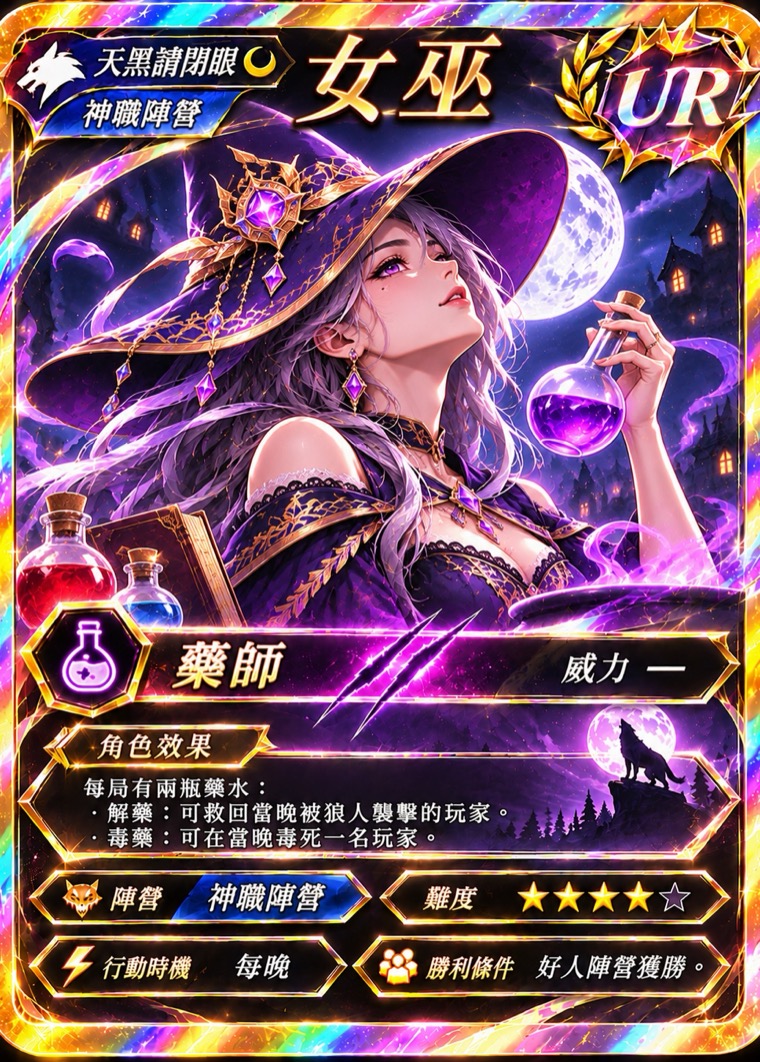 天黑請閉眼
神職陣營
女巫
UR
藥師
威力 —
角色效果
每局有兩瓶藥水：
·解藥：可救回當晚被狼人襲擊的玩家。
·毒藥：可在當晚毒死一名玩家。
陣營 神職陣營
難度 ★★★★☆
行動時機 每晚
勝利條件 好人陣營獲勝。